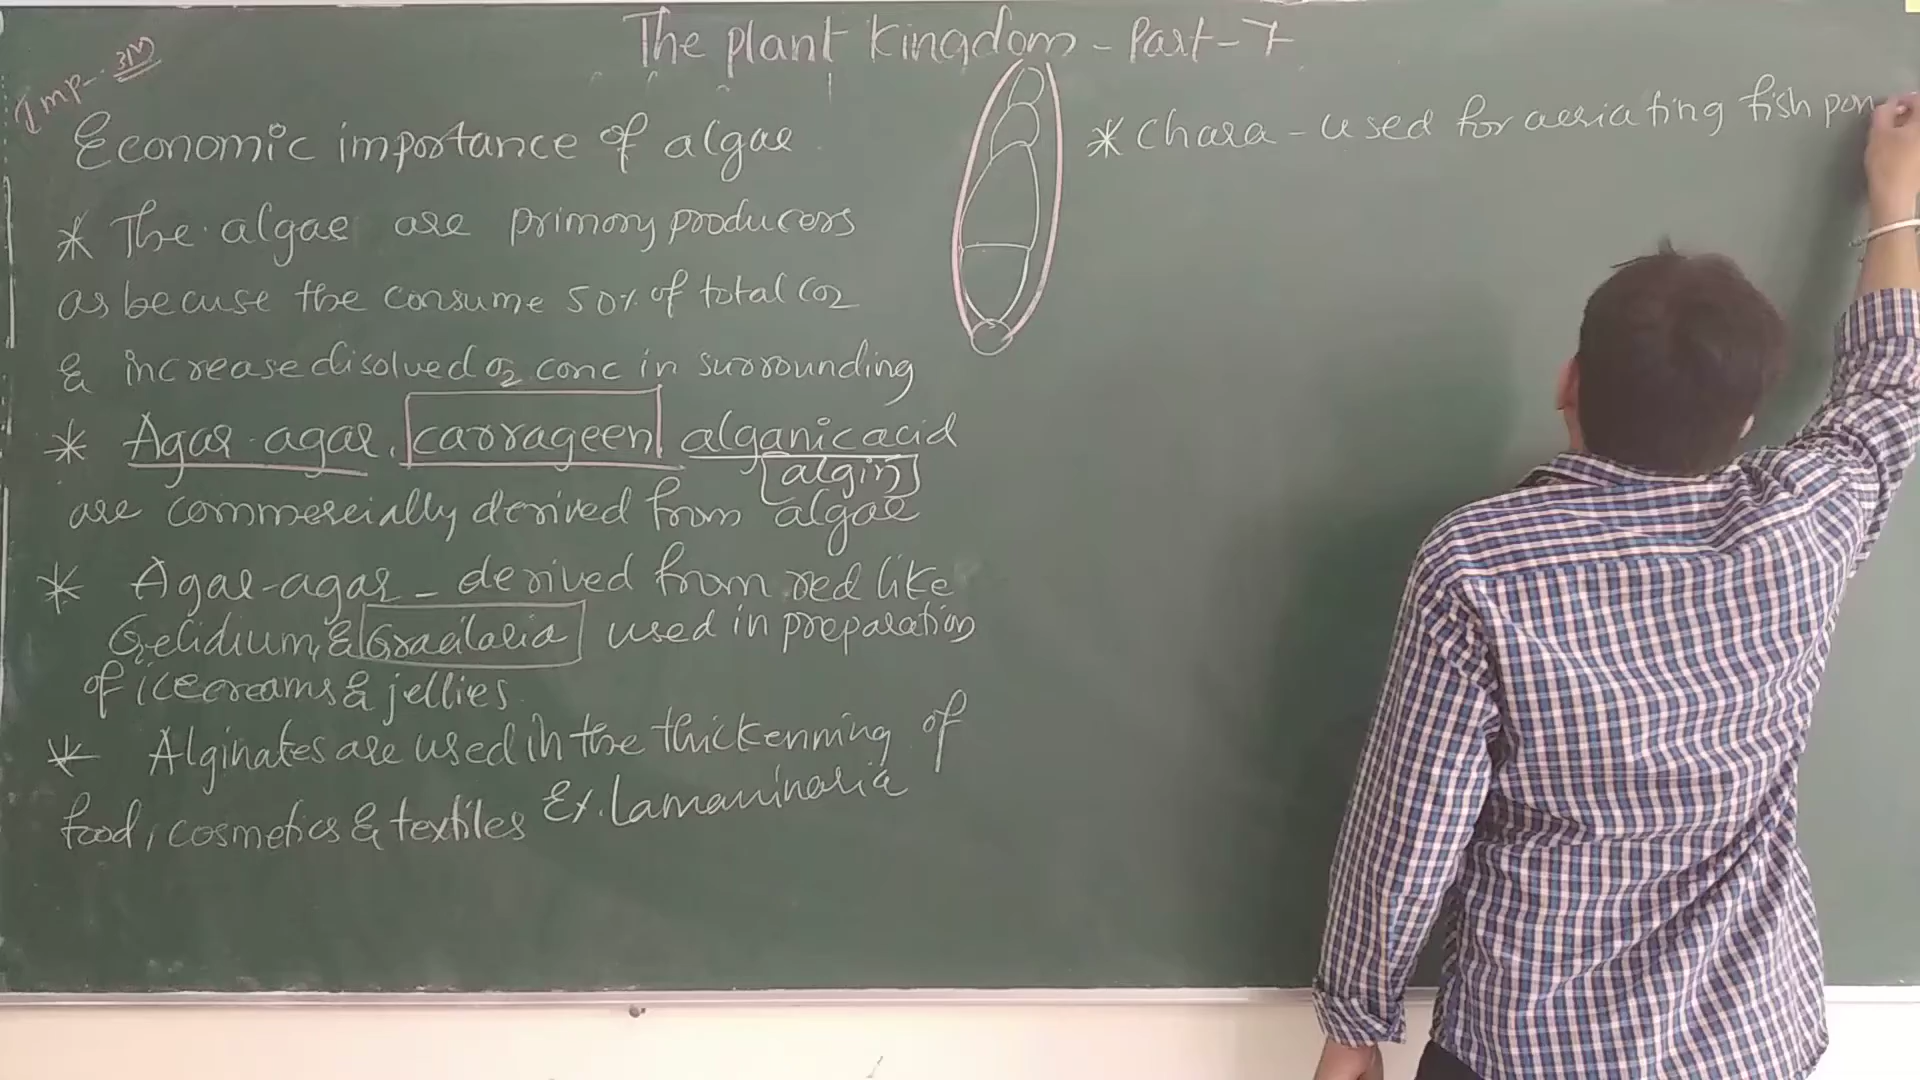 The plant Kingdom - Part-7
Imp-. 3M
Economic importance of algae
* The algae are primary producers
as becuse the consume 50% of total CO2
& increase disolved O2 conc in surrounding
* Agar-agar, carrageen alganic acid
algin
are commercially derived from algae
* Agar-agar - derived from red like
Gelidium, & Gracilaria used in preparation
of icecreams & jellies
* Alginates are used in the thickenning of
food, cosmetics & textiles Ex. Lamaninaria
* Chara - used for aeriating fish pon